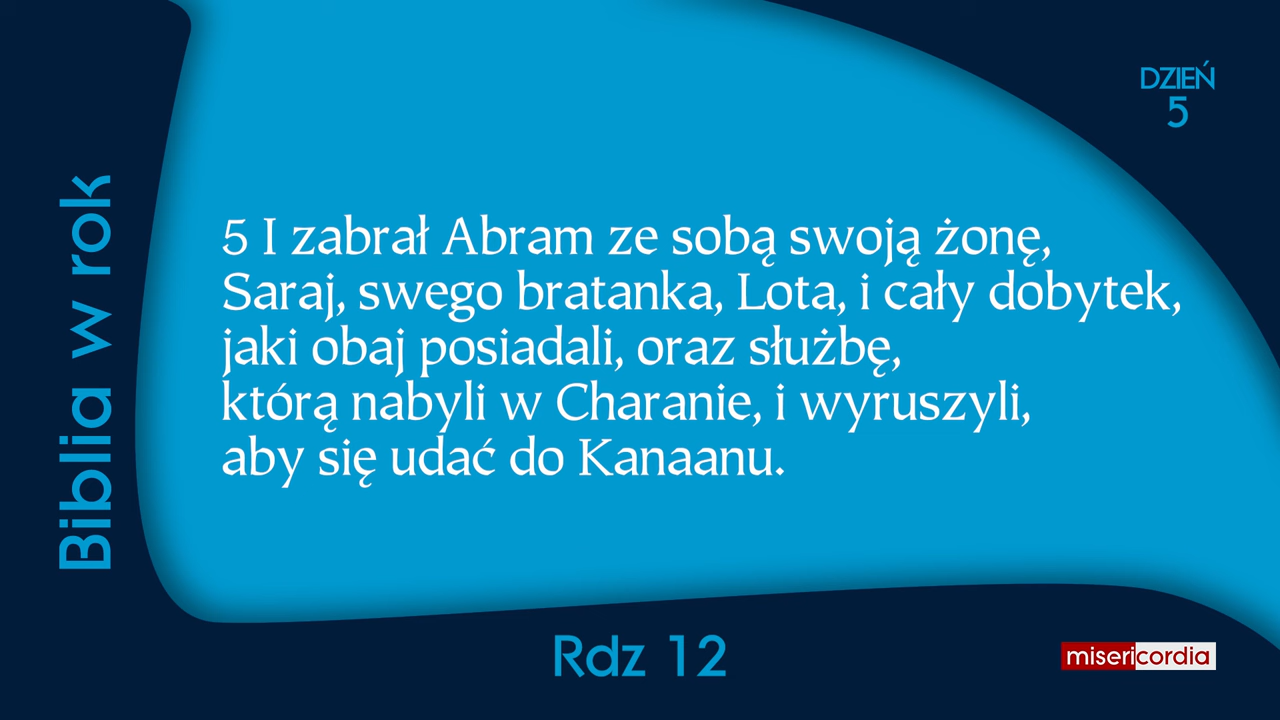 DZIEŃ
5
Biblia w rok
5 I zabrał Abram ze sobą swoją żonę,
Saraj, swego bratanka, Lota, i cały dobytek,
jaki obaj posiadali, oraz służbę,
którą nabyli w Charanie, i wyruszyli,
aby się udać do Kanaanu.
Rdz 12
misericordia